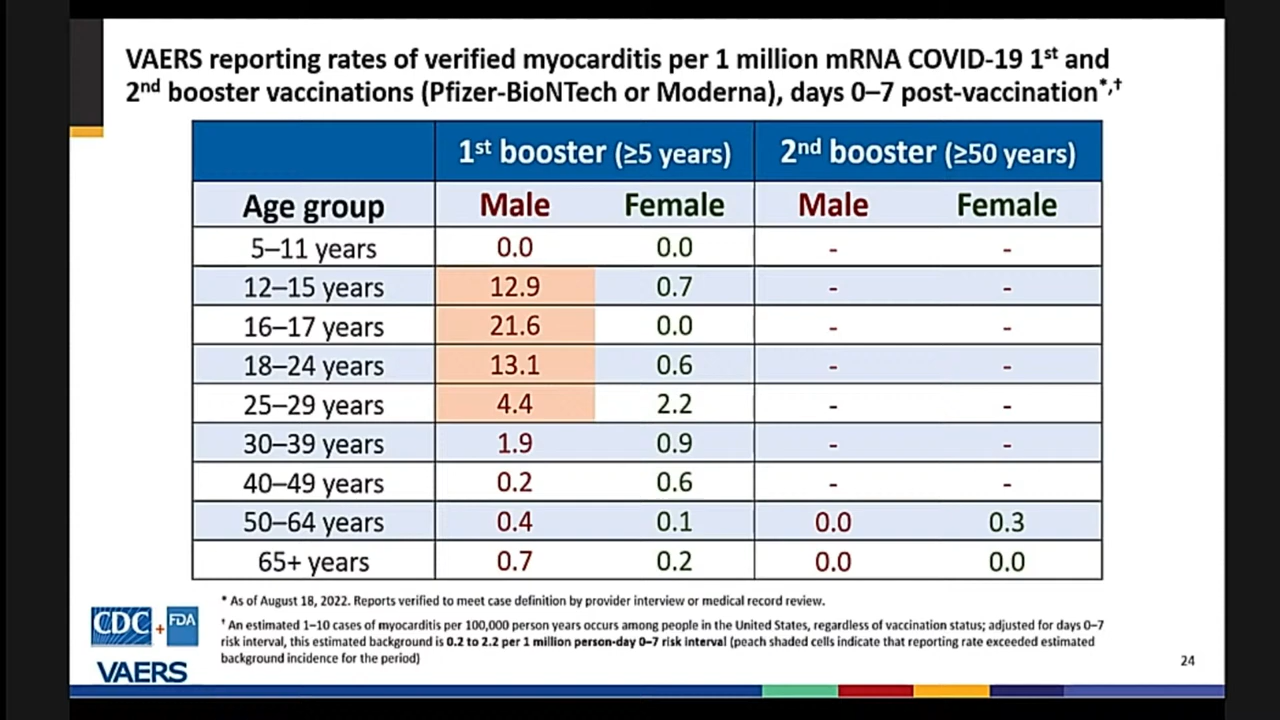 VAERS reporting rates of verified myocarditis per 1 million mRNA COVID-19 1st and
2nd booster vaccinations (Pfizer-BioNTech or Moderna), days 0–7 post-vaccination*,†
1st booster (≥5 years) 2nd booster (≥50 years)
Age group Male Female Male Female
5–11 years 0.0 0.0 - -
12–15 years 12.9 0.7 - -
16–17 years 21.6 0.0 - -
18–24 years 13.1 0.6 - -
25–29 years 4.4 2.2 - -
30–39 years 1.9 0.9 - -
40–49 years 0.2 0.6 - -
50–64 years 0.4 0.1 0.0 0.3
65+ years 0.7 0.2 0.0 0.0
* As of August 18, 2022. Reports verified to meet case definition by provider interview or medical record review.
† An estimated 1–10 cases of myocarditis per 100,000 person years occurs among people in the United States, regardless of vaccination status; adjusted for days 0–7
risk interval, this estimated background is 0.2 to 2.2 per 1 million person-day 0–7 risk interval (peach shaded cells indicate that reporting rate exceeded estimated
background incidence for the period)
CDC + FDA
VAERS
24